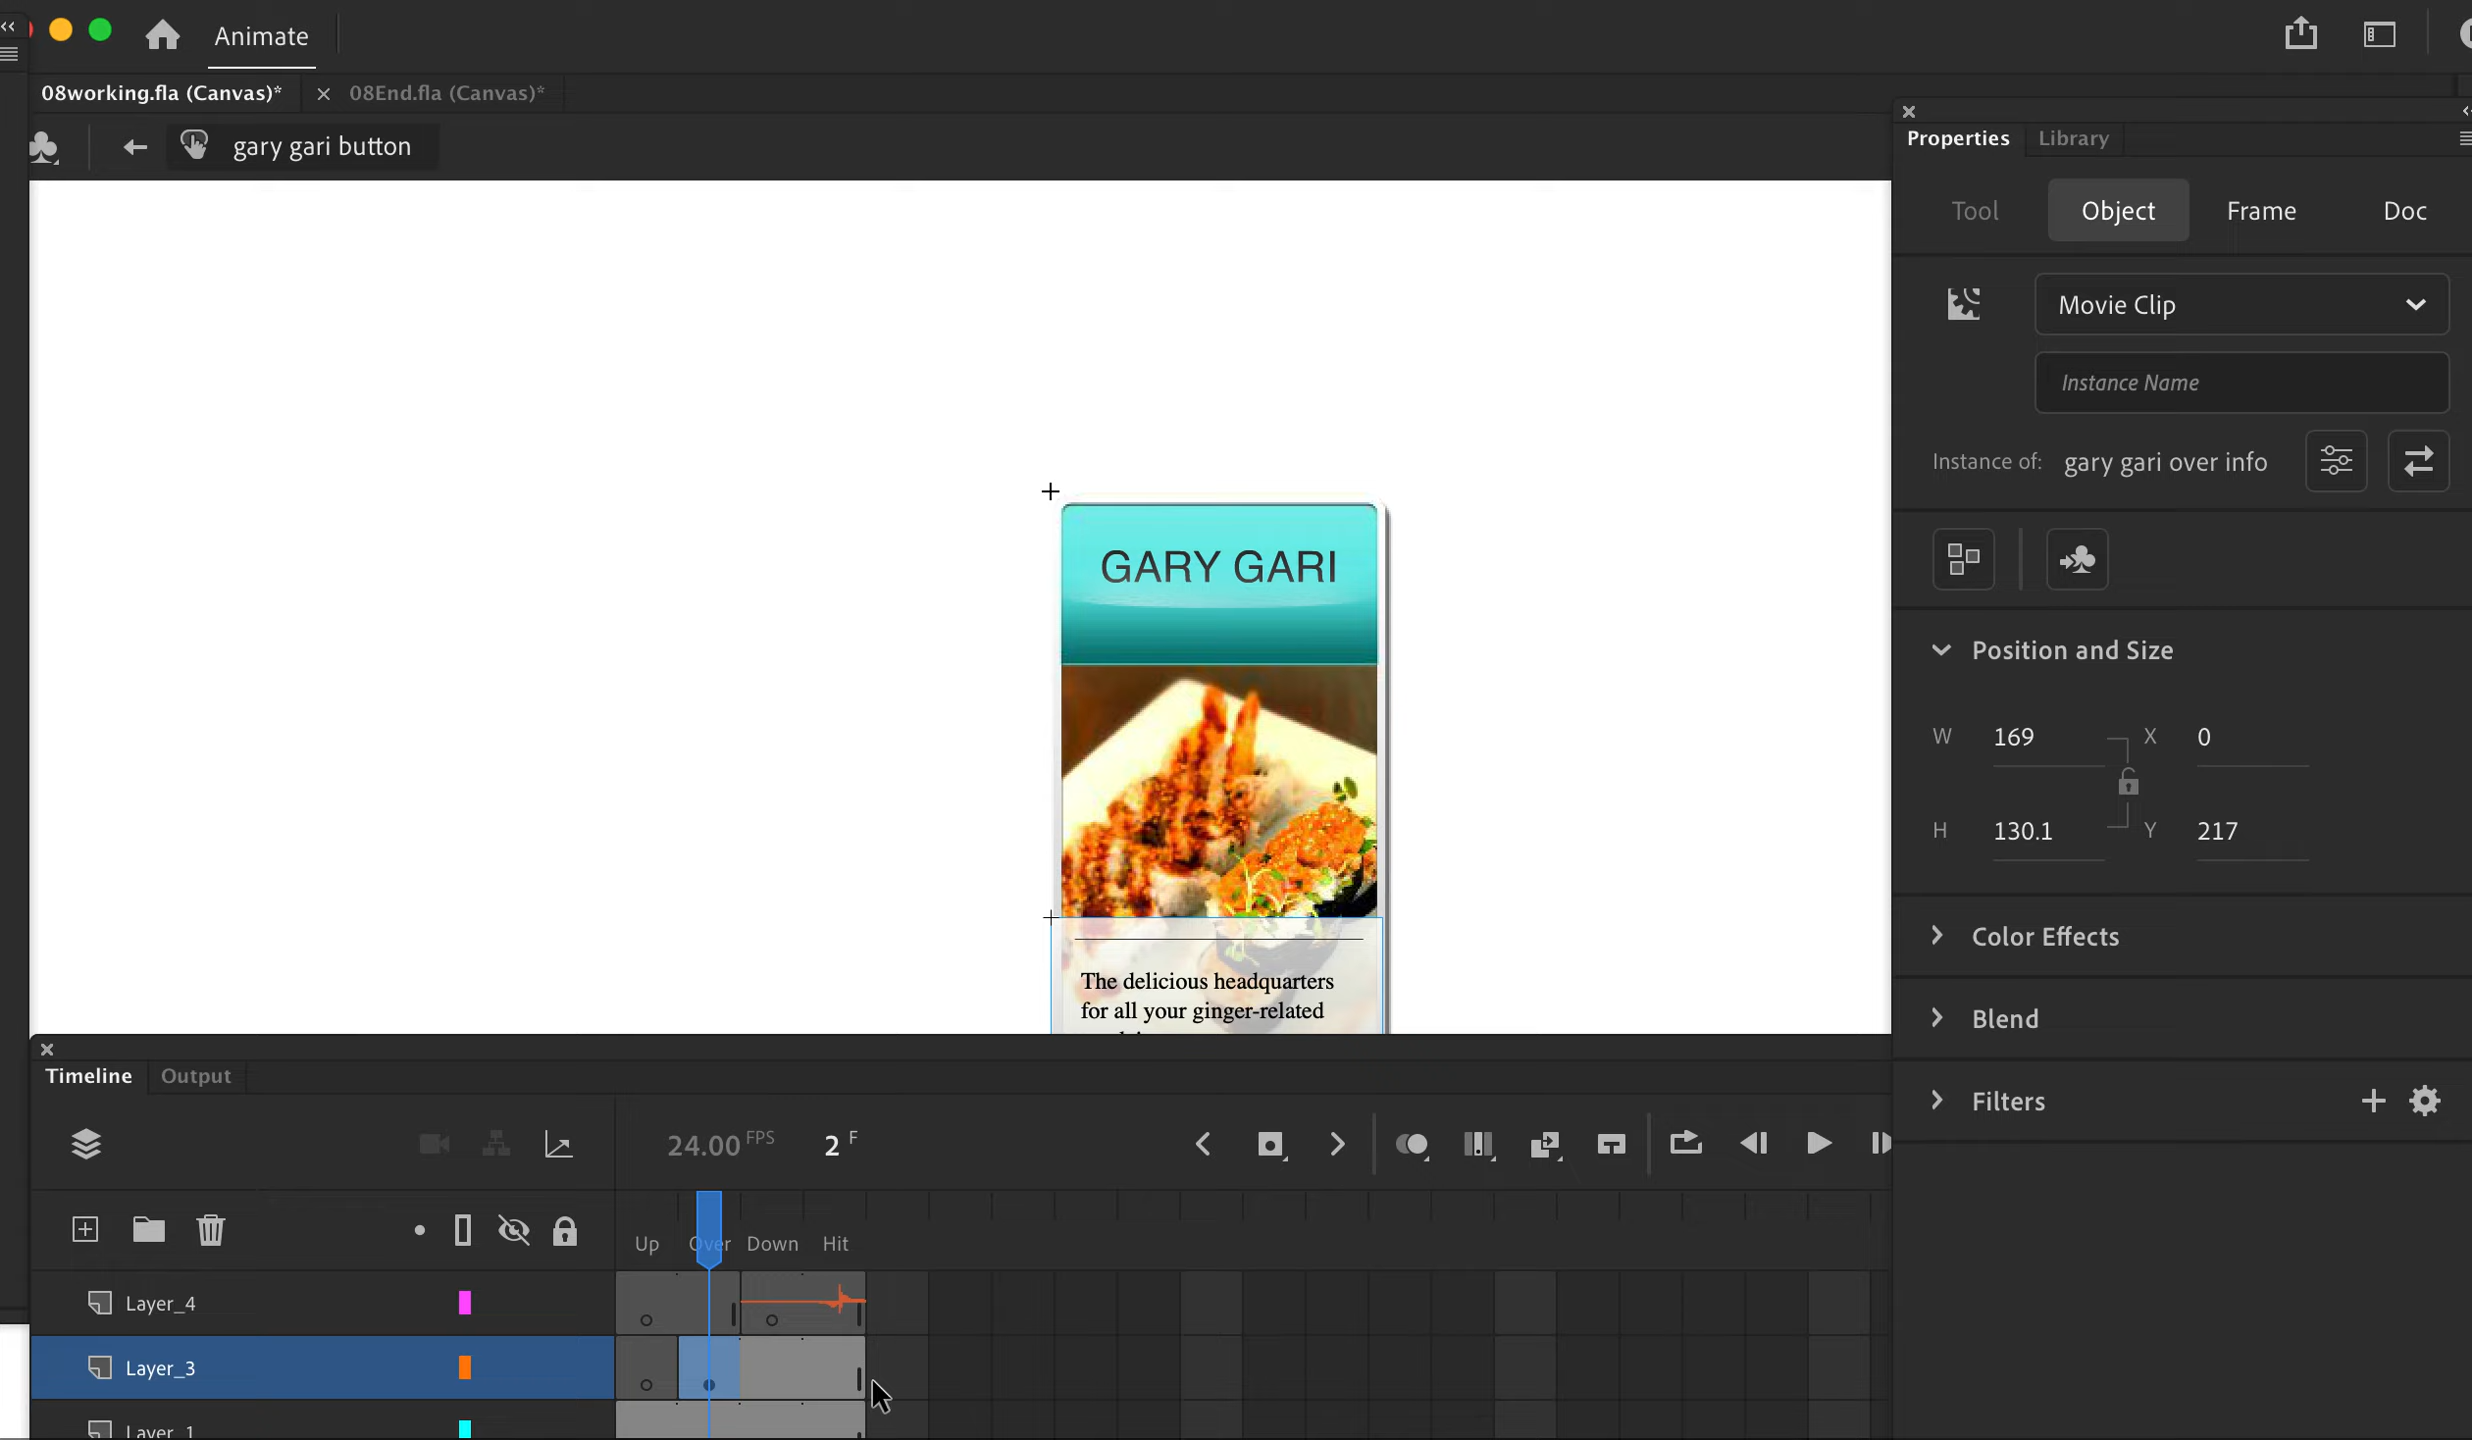 Animate
08working.fla (Canvas)*
08End.fla (Canvas)*
gary gari button
Properties
Library
Tool
Object
Frame
Doc
Movie Clip
Instance Name
Instance of: gary gari over info
GARY GARI
Position and Size
W 169 X 0
H 130.1 Y 217
Color Effects
Blend
Filters
The delicious headquarters
for all your ginger-related
Timeline
Output
24.00 FPS 2 F
Up Over Down Hit
Layer_4
Layer_3
Layer_1